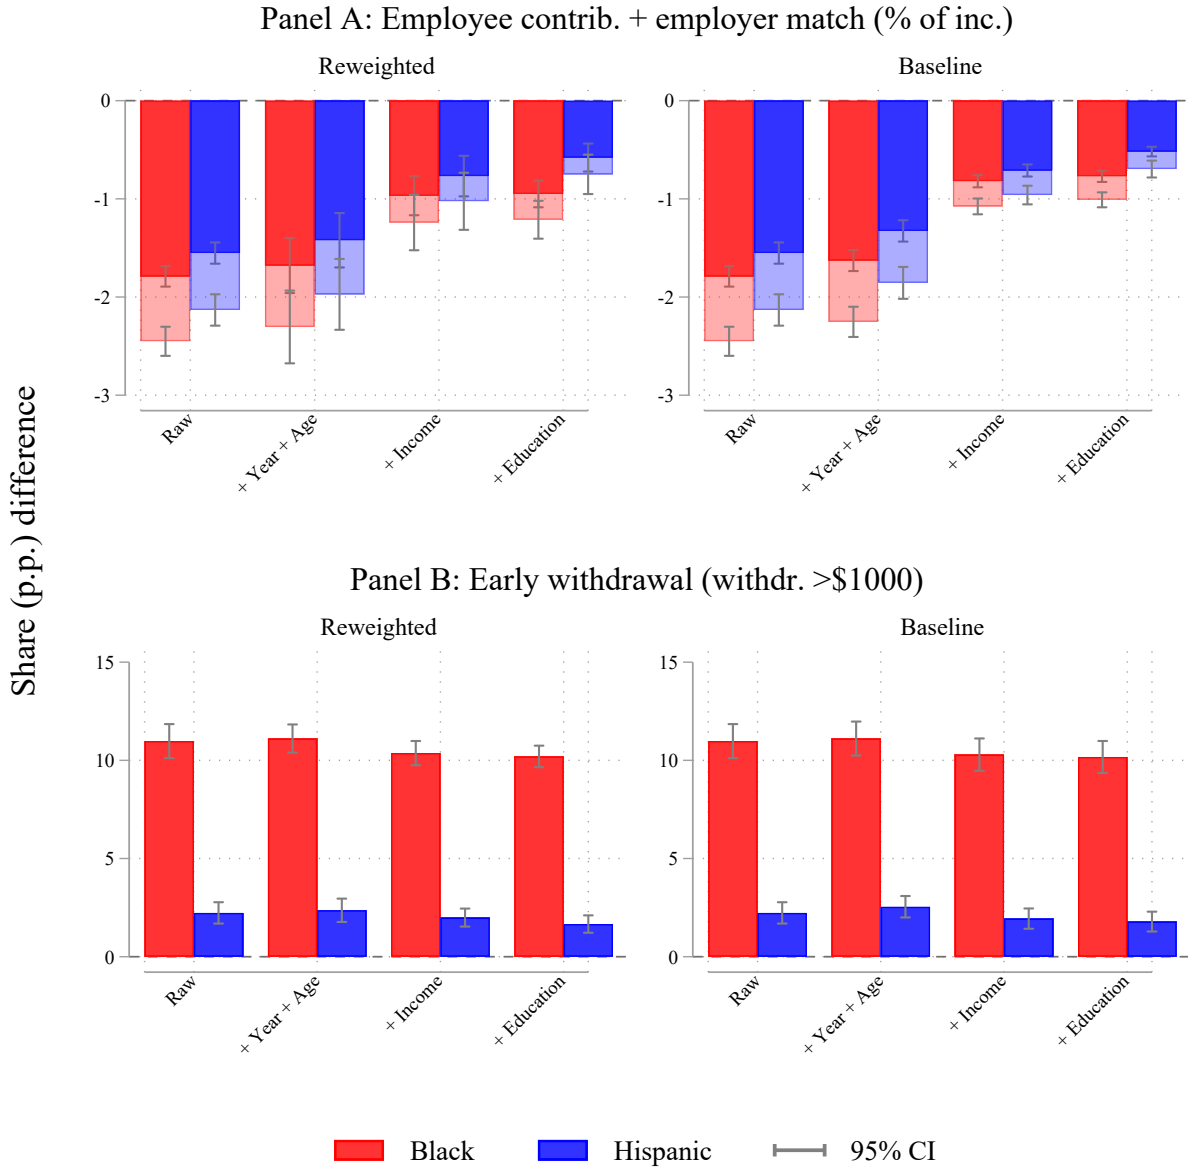 Panel A: Employee contrib. + employer match (% of inc.)
Reweighted
Baseline
0
-1
-2
-3
0
-1
-2
-3
Raw
+ Year + Age
+ Income
+ Education
Raw
+ Year + Age
+ Income
+ Education
Share (p.p.) difference
Panel B: Early withdrawal (withdr. >$1000)
Reweighted
Baseline
15
10
5
0
15
10
5
0
Raw
+ Year + Age
+ Income
+ Education
Raw
+ Year + Age
+ Income
+ Education
Black
Hispanic
95% CI